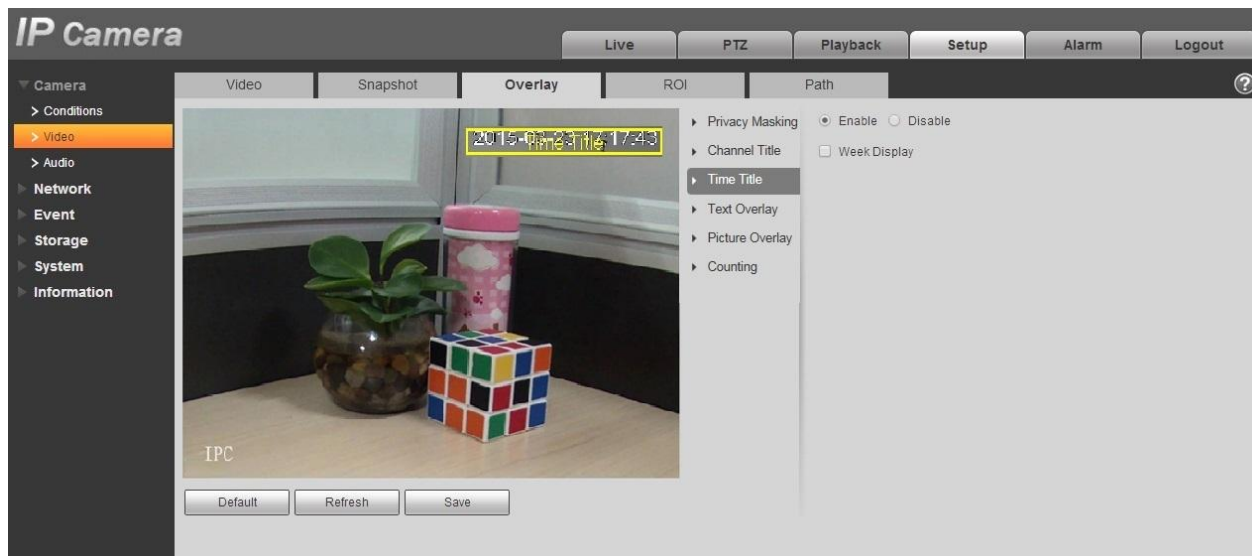 IP Camera
Live
PTZ
Playback
Setup
Alarm
Logout
Camera
> Conditions
> Video
> Audio
Network
Event
Storage
System
Information
Video
Snapshot
Overlay
ROI
Path
?
Time Title
IPC
Privacy Masking
Channel Title
Time Title
Text Overlay
Picture Overlay
Counting
Enable
Disable
Week Display
Default
Refresh
Save